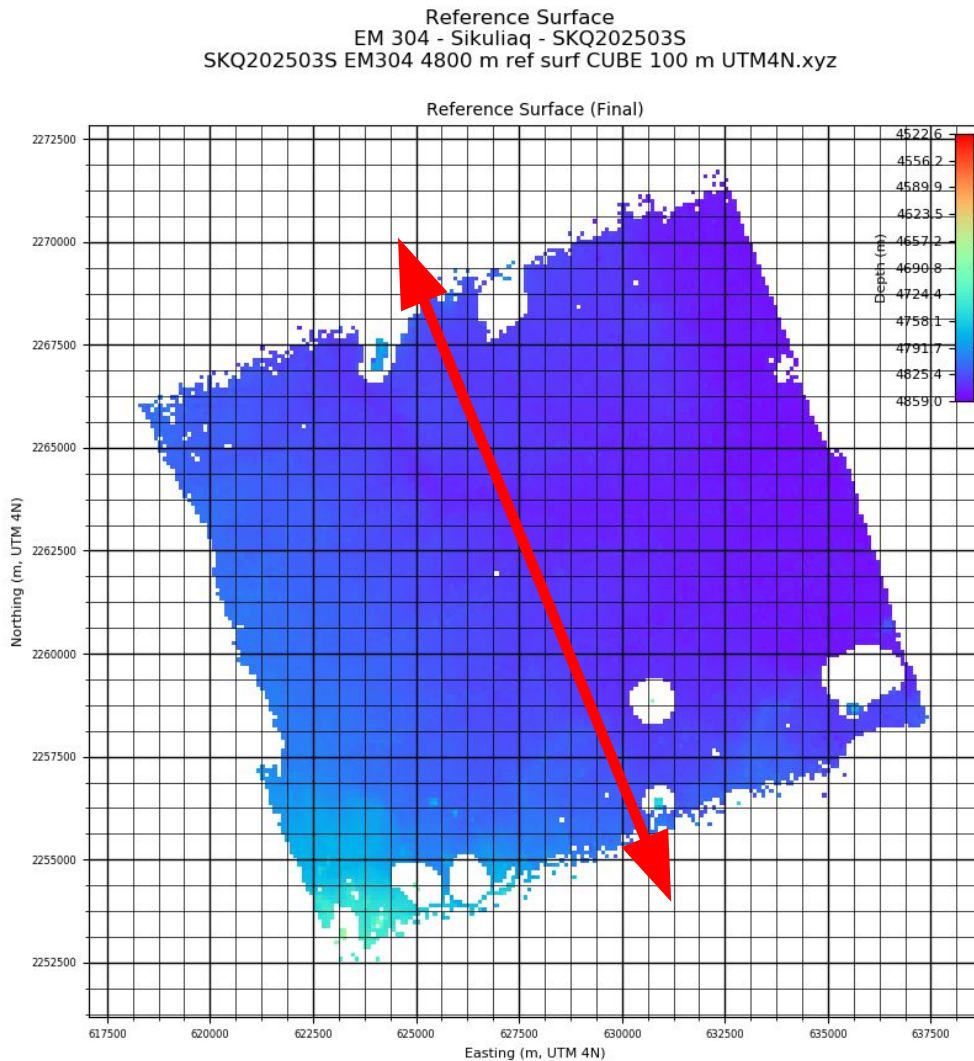 Reference Surface
EM 304 - Sikuliaq - SKQ202503S
SKQ202503S EM304 4800 m ref surf CUBE 100 m UTM4N.xyz
Reference Surface (Final)
2272500
2270000
2267500
2265000
2262500
2260000
2257500
2255000
2252500
Northing (m, UTM 4N)
4522.6
4556.2
4589.9
4623.5
4657.2
4690.8
4724.4
4758.1
4791.7
4825.4
4859.0
Depth (m)
617500 620000 622500 625000 627500 630000 632500 635000 637500
Easting (m, UTM 4N)